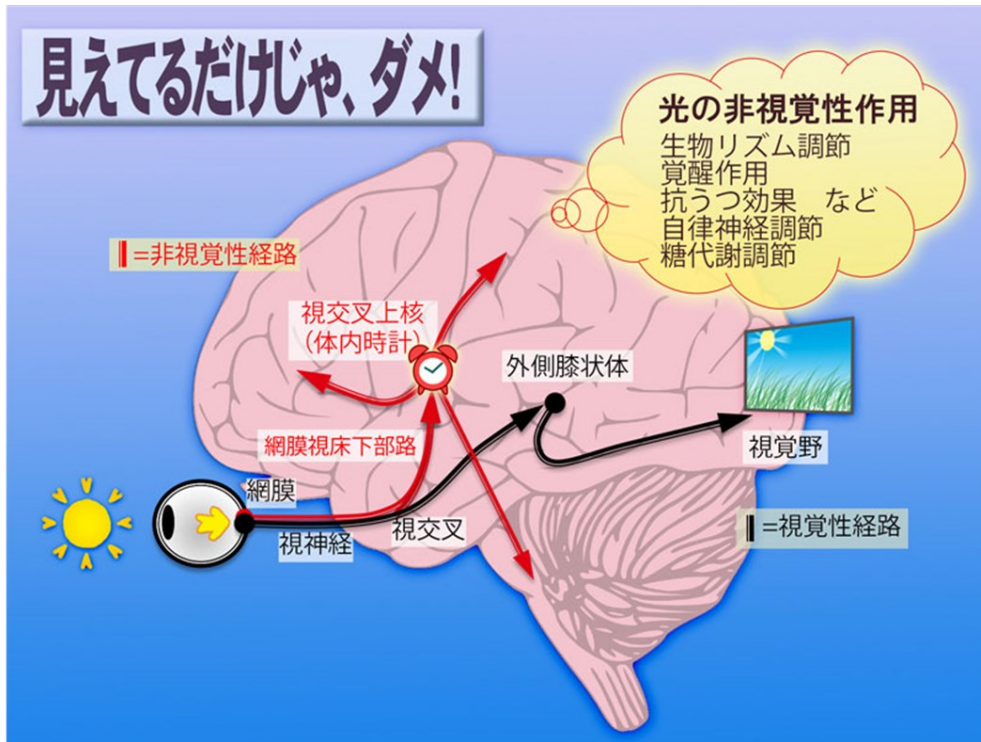 見えてるだけじゃ、ダメ!
光の非視覚性作用
生物リズム調節
覚醒作用
抗うつ効果 など
自律神経調節
糖代謝調節
=非視覚性経路
視交叉上核
(体内時計)
外側膝状体
網膜視床下部路
視覚野
網膜
視神経
視交叉
=視覚性経路